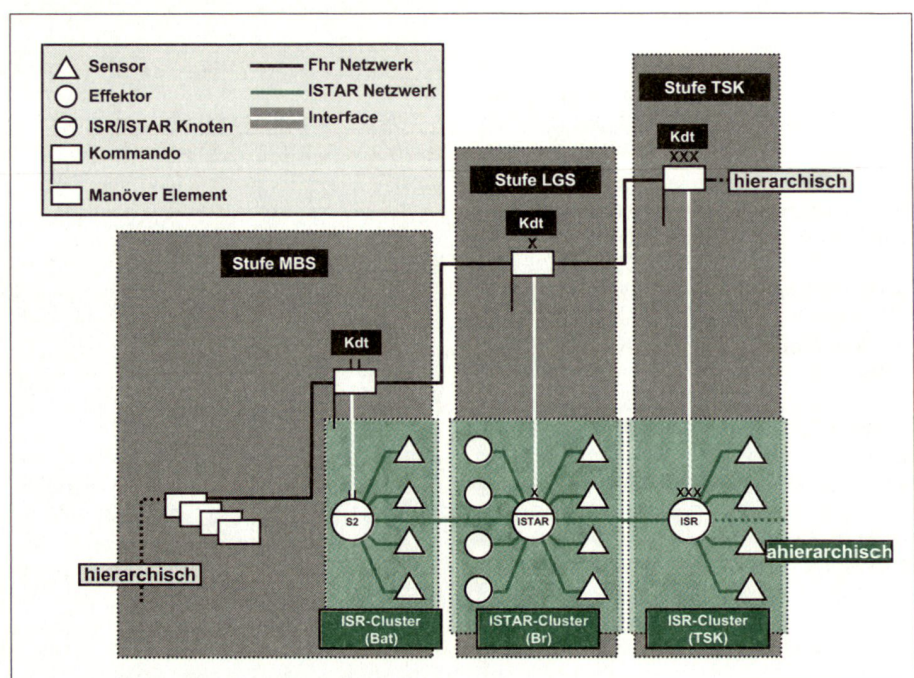 Sensor
Effektor
ISR/ISTAR Knoten
Kommando
Manöver Element
Fhr Netzwerk
ISTAR Netzwerk
Interface
Stufe TSK
Kdt
XXX
hierarchisch
Stufe LGS
Kdt
X
Stufe MBS
Kdt
II
II
S2
X
ISTAR
XXX
ISR
ahierarchisch
hierarchisch
ISR-Cluster
(Bat)
ISTAR-Cluster
(Br)
ISR-Cluster
(TSK)